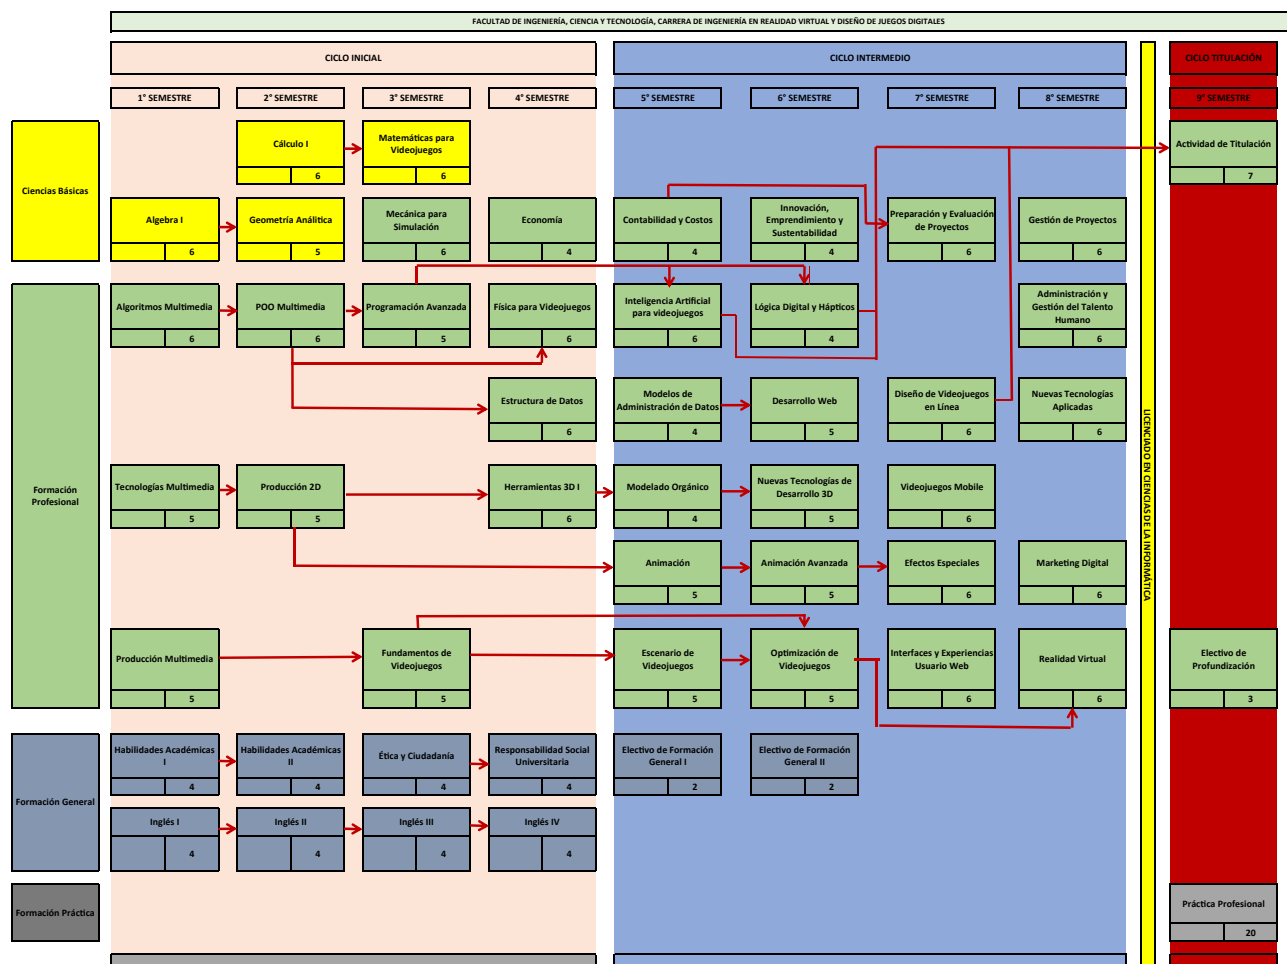 FACULTAD DE INGENIERÍA, CIENCIA Y TECNOLOGÍA, CARRERA DE INGENIERÍA EN REALIDAD VIRTUAL Y DISEÑO DE JUEGOS DIGITALES
CICLO INICIAL
CICLO INTERMEDIO
CICLO TITULACIÓN
1° SEMESTRE
2° SEMESTRE
3° SEMESTRE
4° SEMESTRE
5° SEMESTRE
6° SEMESTRE
7° SEMESTRE
8° SEMESTRE
9° SEMESTRE
Ciencias Básicas
Cálculo I
6
Matemáticas para
Videojuegos
6
Actividad de Titulación
7
Algebra I
6
Geometría Análitica
5
Mecánica para
Simulación
6
Economía
4
Contabilidad y Costos
4
Innovación,
Emprendimiento y
Sustentabilidad
4
Preparación y Evaluación
de Proyectos
6
Gestión de Proyectos
6
Formación
Profesional
Algoritmos Multimedia
6
POO Multimedia
6
Programación Avanzada
5
Física para Videojuegos
6
Inteligencia Artificial
para videojuegos
6
Lógica Digital y Hápticos
4
Administración y
Gestión del Talento
Humano
6
Estructura de Datos
6
Modelos de
Administración de Datos
4
Desarrollo Web
5
Diseño de Videojuegos
en Línea
6
Nuevas Tecnologías
Aplicadas
6
LICENCIADO EN CIENCIAS DE LA INFORMÁTICA
Tecnologías Multimedia
5
Producción 2D
5
Herramientas 3D I
6
Modelado Orgánico
4
Nuevas Tecnologías de
Desarrollo 3D
5
Videojuegos Mobile
6
Animación
5
Animación Avanzada
5
Efectos Especiales
6
Marketing Digital
6
Producción Multimedia
5
Fundamentos de
Videojuegos
5
Escenario de
Videojuegos
5
Optimización de
Videojuegos
5
Interfaces y Experiencias
Usuario Web
6
Realidad Virtual
6
Electivo de
Profundización
3
Formación General
Habilidades Académicas
I
4
Habilidades Académicas
II
4
Ética y Ciudadanía
4
Responsabilidad Social
Universitaria
4
Electivo de Formación
General I
2
Electivo de Formación
General II
2
Inglés I
4
Inglés II
4
Inglés III
4
Inglés IV
4
Formación Práctica
Práctica Profesional
20